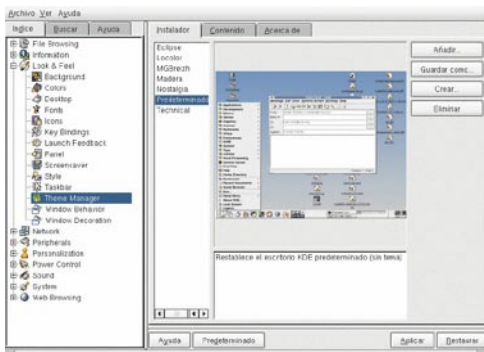 Archivo Ver Ayuda
Indice Buscar Ayuda
File Browsing
Information
Look & Feel
Background
Colors
Desktop
Fonts
Icons
Key Bindings
Launch Feedback
Panel
Screensaver
Style
Taskbar
Theme Manager
Window Behavior
Window Decoration
Network
Peripherals
Personalization
Power Control
Sound
System
Web Browsing
Instalador Contenido Acerca de
Eclipse
Locolor
MGBreizh
Madera
Nostalgia
Predeterminado
Technical
Añadir...
Guardar como...
Crear...
Eliminar
Restablece el escritorio KDE predeterminado (sin tema)
Ayuda Predeterminado Aplicar Restaurar